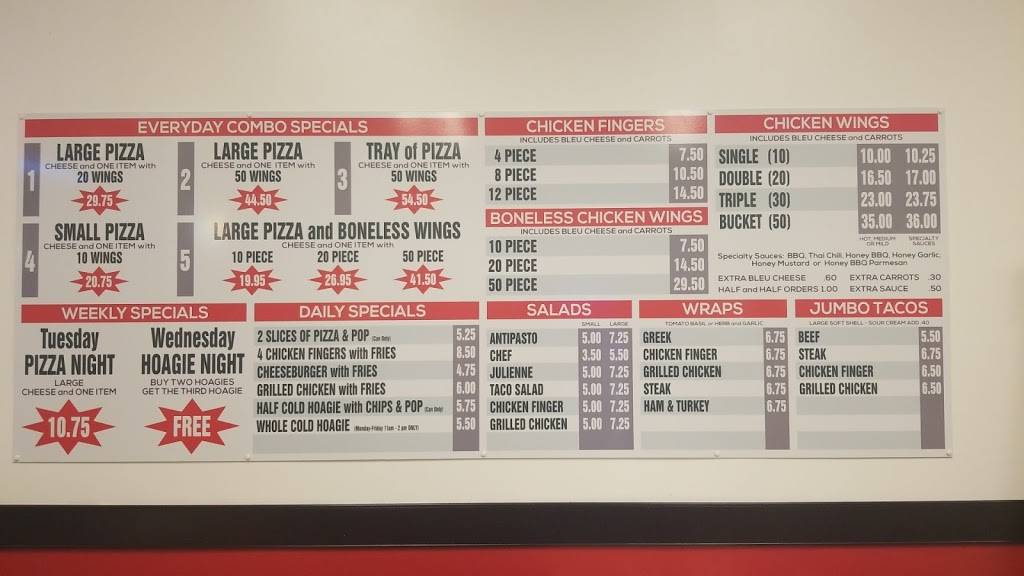 EVERYDAY COMBO SPECIALS
1
LARGE PIZZA
CHEESE and ONE ITEM with
20 WINGS
29.75
2
LARGE PIZZA
CHEESE and ONE ITEM with
50 WINGS
44.50
3
TRAY of PIZZA
CHEESE and ONE ITEM with
50 WINGS
54.50
4
SMALL PIZZA
CHEESE and ONE ITEM with
10 WINGS
20.75
5
LARGE PIZZA and BONELESS WINGS
CHEESE and ONE ITEM with
10 PIECE 20 PIECE 50 PIECE
19.95 26.95 41.50
CHICKEN FINGERS
INCLUDES BLEU CHEESE and CARROTS
4 PIECE 7.50
8 PIECE 10.50
12 PIECE 14.50
BONELESS CHICKEN WINGS
INCLUDES BLEU CHEESE and CARROTS
10 PIECE 7.50
20 PIECE 14.50
50 PIECE 29.50
CHICKEN WINGS
INCLUDES BLEU CHEESE and CARROTS
SINGLE (10) 10.00 10.25
DOUBLE (20) 16.50 17.00
TRIPLE (30) 23.00 23.75
BUCKET (50) 35.00 36.00
HOT, MEDIUM SPECIALTY
OR MILD SAUCES
Specialty Sauces: BBQ, Thai Chili, Honey BBQ, Honey Garlic,
Honey Mustard or Honey BBQ Parmesan
EXTRA BLEU CHEESE .60 EXTRA CARROTS .30
HALF and HALF ORDERS 1.00 EXTRA SAUCE .50
WEEKLY SPECIALS
Tuesday
PIZZA NIGHT
LARGE
CHEESE and ONE ITEM
10.75
Wednesday
HOAGIE NIGHT
BUY TWO HOAGIES
GET THE THIRD HOAGIE
FREE
DAILY SPECIALS
2 SLICES OF PIZZA & POP (Can Only) 5.25
4 CHICKEN FINGERS with FRIES 8.50
CHEESEBURGER with FRIES 4.75
GRILLED CHICKEN with FRIES 6.00
HALF COLD HOAGIE with CHIPS & POP (Can Only) 5.75
WHOLE COLD HOAGIE (Monday-Friday 11am - 2 pm ONLY) 5.50
SALADS
SMALL LARGE
ANTIPASTO 5.00 7.25
CHEF 3.50 5.50
JULIENNE 5.00 7.25
TACO SALAD 5.00 7.25
CHICKEN FINGER 5.00 7.25
GRILLED CHICKEN 5.00 7.25
WRAPS
TOMATO BASIL or HERB and GARLIC
GREEK 6.75
CHICKEN FINGER 6.75
GRILLED CHICKEN 6.75
STEAK 6.75
HAM & TURKEY 6.75
JUMBO TACOS
LARGE SOFT SHELL - SOUR CREAM ADD .40
BEEF 5.50
STEAK 6.75
CHICKEN FINGER 6.50
GRILLED CHICKEN 6.50